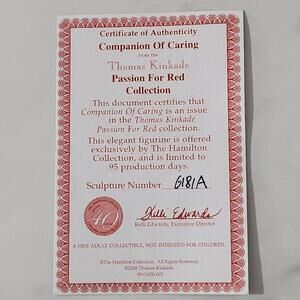 Certificate of Authenticity
Companion Of Caring
from the
Thomas Kinkade
Passion For Red
Collection
This document certifies that
Companion Of Caring is an issue
in the Thomas Kinkade
Passion For Red collection.
This elegant figurine is offered
exclusively by The Hamilton
Collection, and is limited to
95 production days.
Sculpture Number 6181A
40
Kelli Edwards
Kelli Edwards, Executive Director
A FINE ADULT COLLECTIBLE, NOT INTENDED FOR CHILDREN.
©The Hamilton Collection. All Rights Reserved.
©2008 Thomas Kinkade.